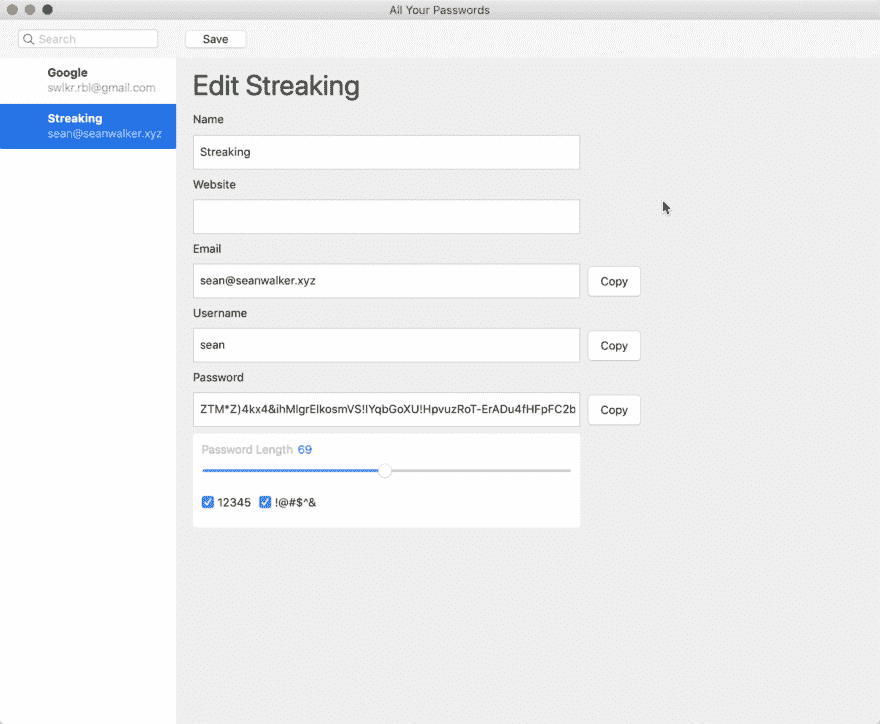 All Your Passwords
Search
Save
Google
swlkr.rbl@gmail.com
Streaking
sean@seanwalker.xyz
Edit Streaking
Name
Streaking
Website
Email
sean@seanwalker.xyz
Copy
Username
sean
Copy
Password
ZTM*Z)4kx4&ihMlgrElkosmVS!IYqbGoXU!HpvuzRoT-ErADu4fHFpFC2b
Copy
Password Length 69
12345 !@#$^&